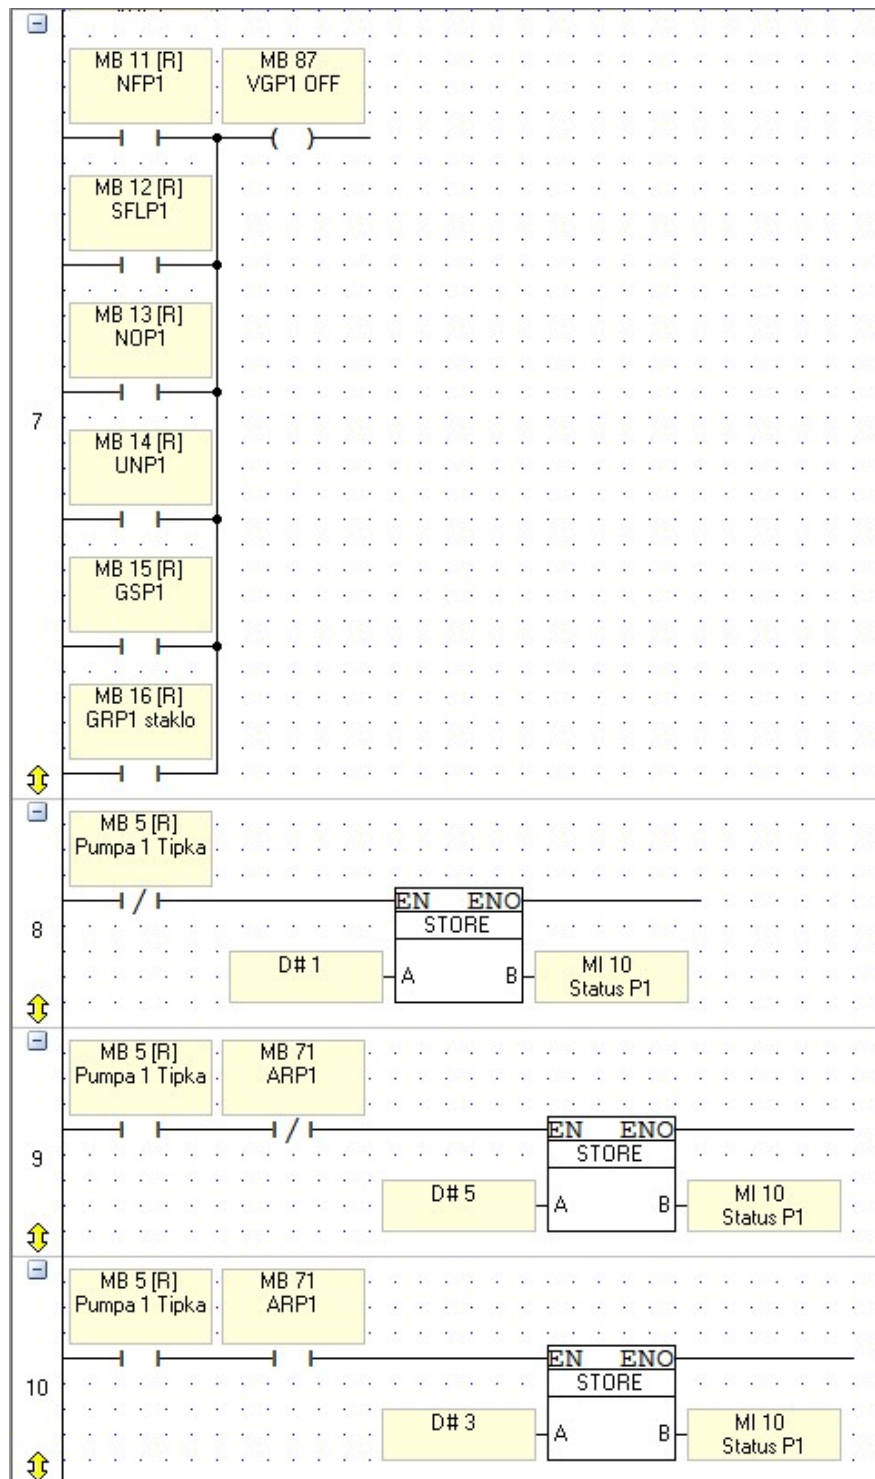 MB 11 [R]
NFP1
MB 87
VGP1 OFF
MB 12 [R]
SFLP1
MB 13 [R]
NOP1
7
MB 14 [R]
UNP1
MB 15 [R]
GSP1
MB 16 [R]
GRP1 staklo
MB 5 [R]
Pumpa 1 Tipka
8
EN ENO
STORE
D# 1
A B
MI 10
Status P1
MB 5 [R]
Pumpa 1 Tipka
MB 71
ARP1
9
EN ENO
STORE
D# 5
A B
MI 10
Status P1
MB 5 [R]
Pumpa 1 Tipka
MB 71
ARP1
10
EN ENO
STORE
D# 3
A B
MI 10
Status P1